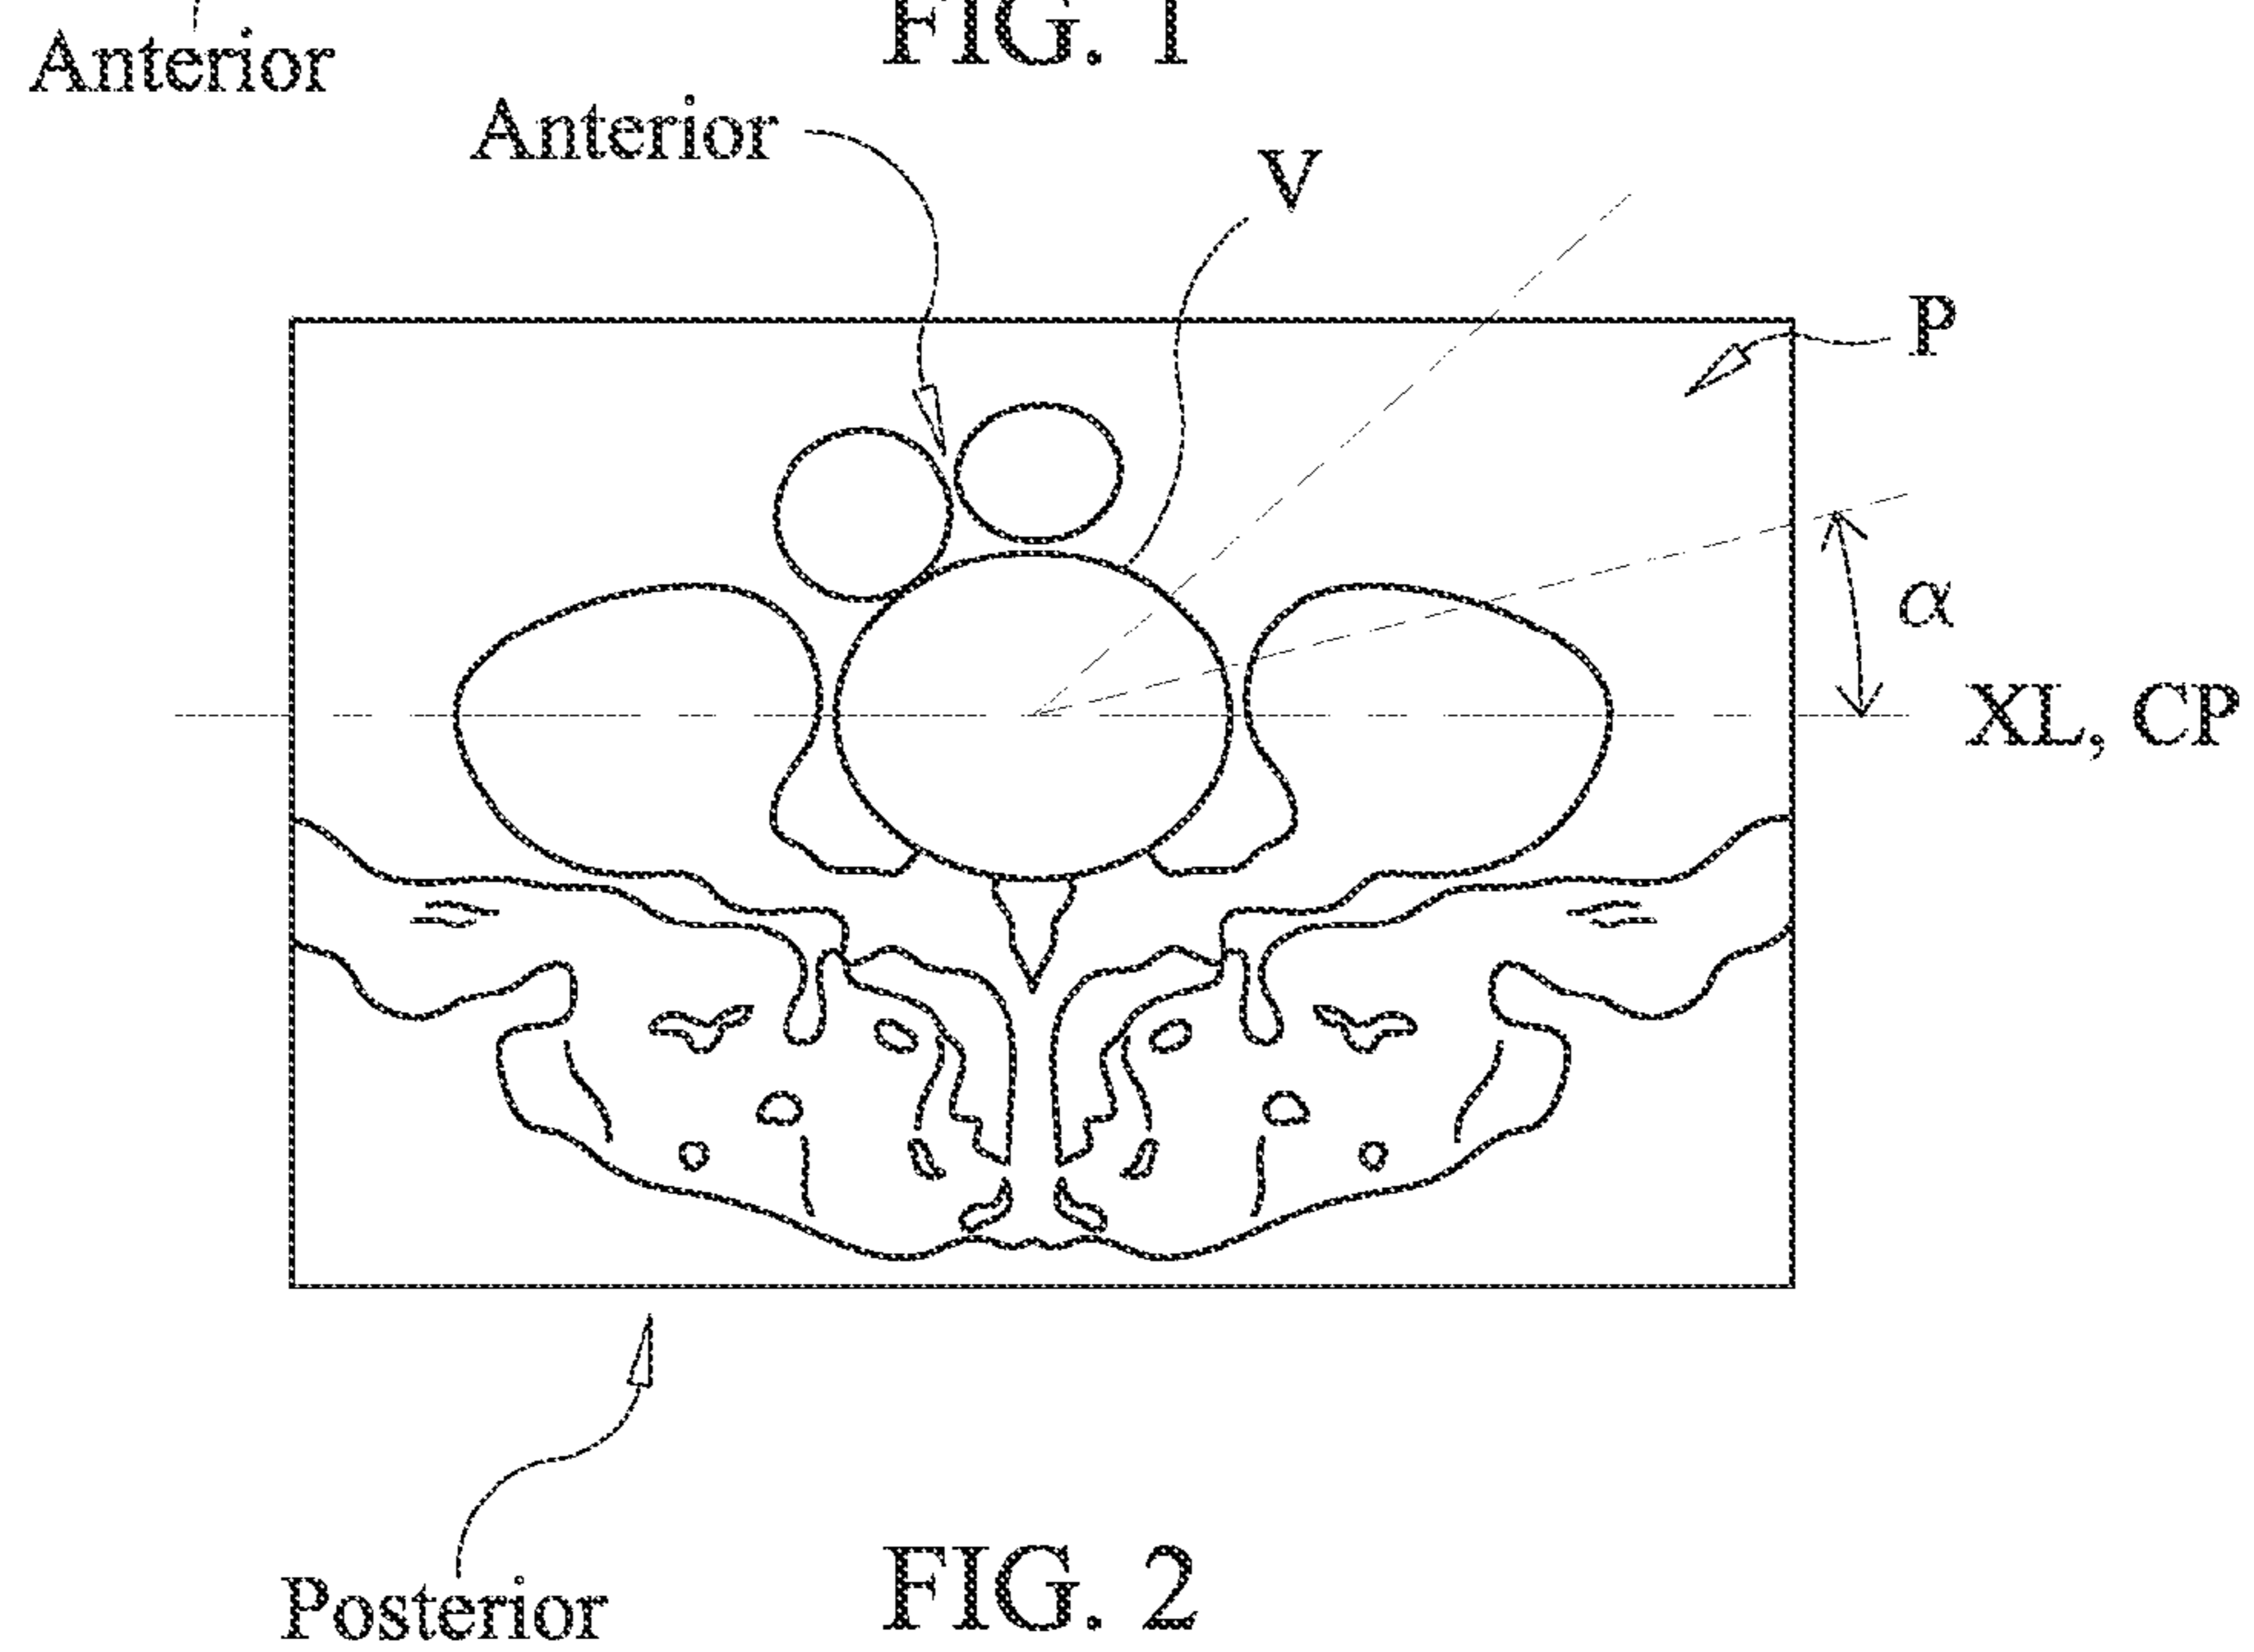 FIG. 1
Anterior
Anterior
V
P
α
XL, CP
Posterior
FIG. 2